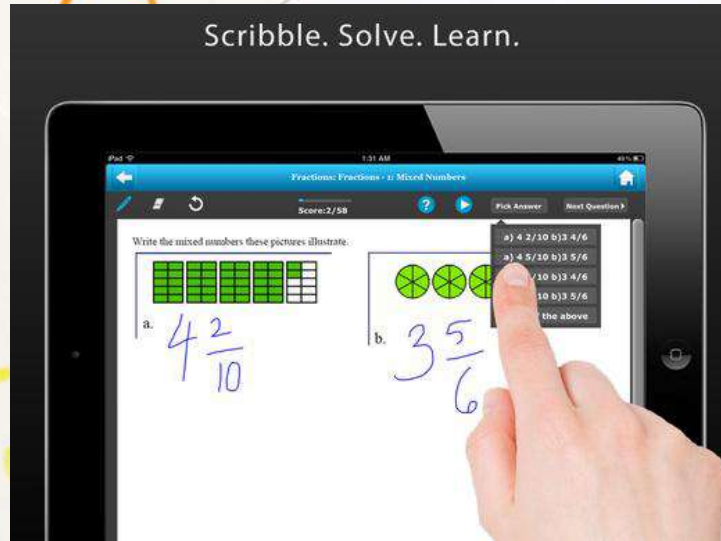 Scribble. Solve. Learn.
iPad
1:31 AM
Fractions: Fractions - 1: Mixed Numbers
Score:2/58
?
Pick Answer
Next Question
Write the mixed numbers these pictures illustrate.
a) 4 2/10 b)3 4/6
a) 4 5/10 b)3 5/6
/10 b)3 4/6
/10 b)3 5/6
the above
a.
4 2/10
b.
3 5/6